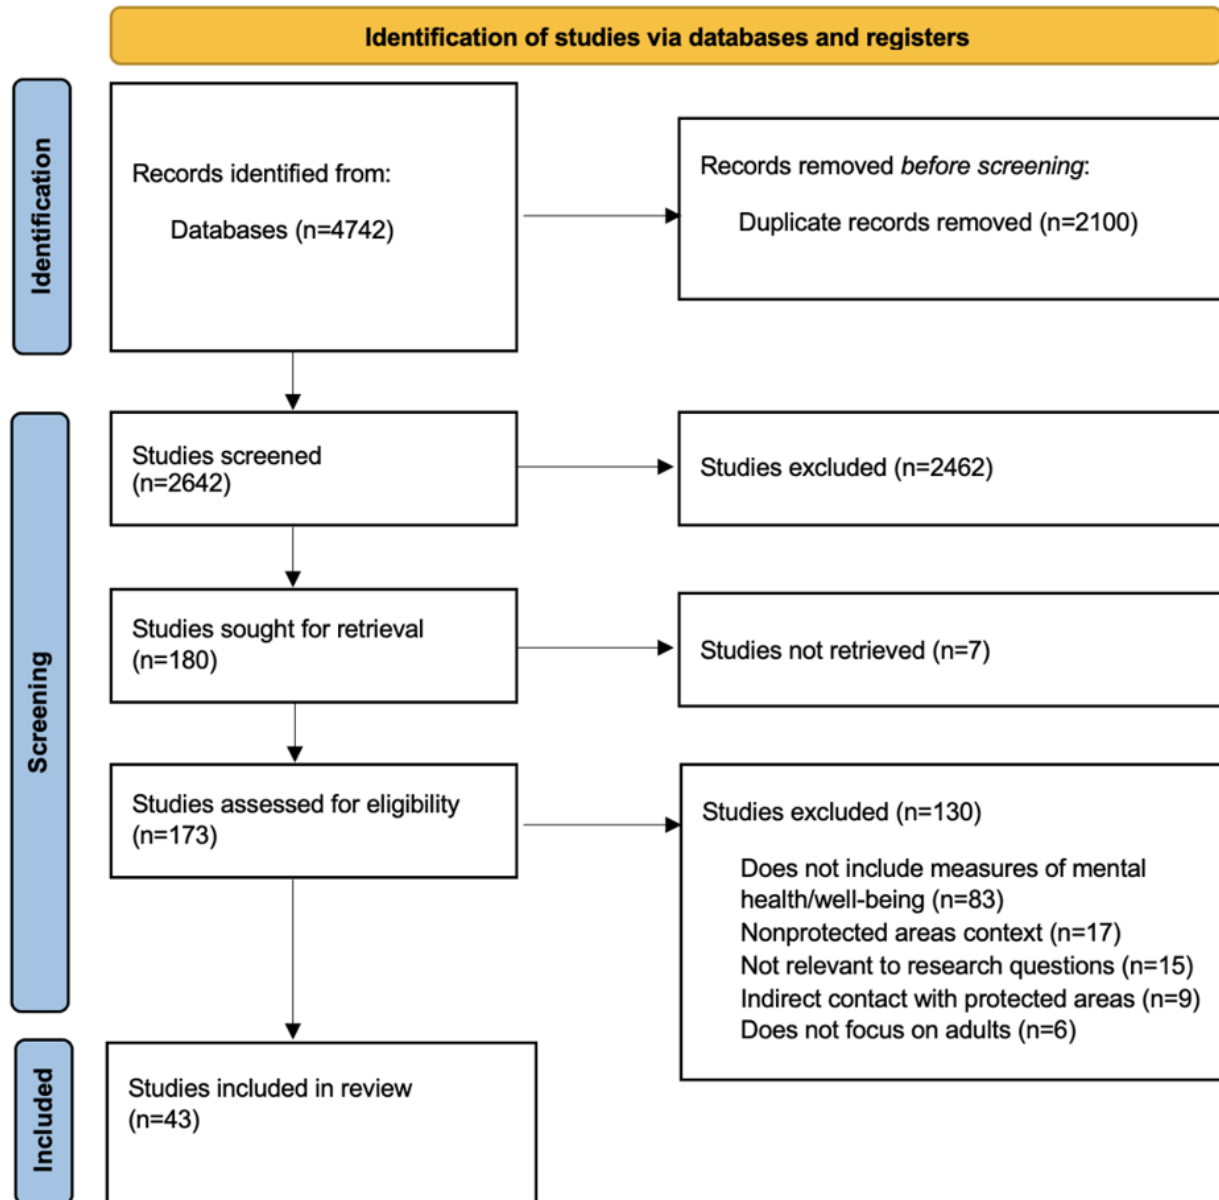 Identification of studies via databases and registers
Identification
Records identified from:
Databases (n=4742)
Records removed before screening:
Duplicate records removed (n=2100)
Screening
Studies screened
(n=2642)
Studies excluded (n=2462)
Studies sought for retrieval
(n=180)
Studies not retrieved (n=7)
Studies assessed for eligibility
(n=173)
Studies excluded (n=130)
Does not include measures of mental
health/well-being (n=83)
Nonprotected areas context (n=17)
Not relevant to research questions (n=15)
Indirect contact with protected areas (n=9)
Does not focus on adults (n=6)
Included
Studies included in review
(n=43)